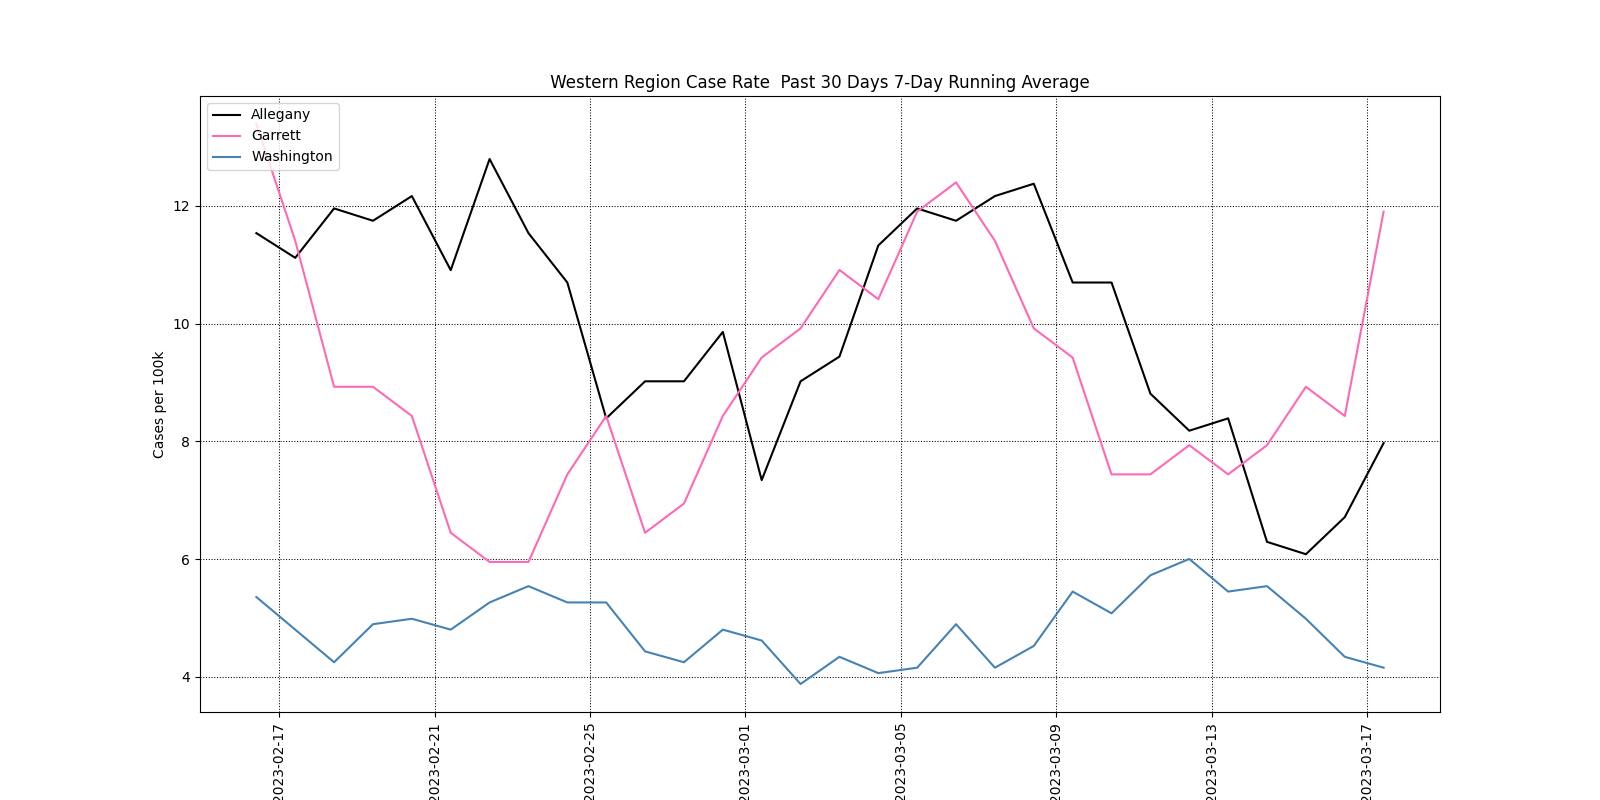 Western Region Case Rate  Past 30 Days 7-Day Running Average
Allegany
Garrett
Washington
12
10
8
6
4
Cases per 100k
2023-02-17
2023-02-21
2023-02-25
2023-03-01
2023-03-05
2023-03-09
2023-03-13
2023-03-17